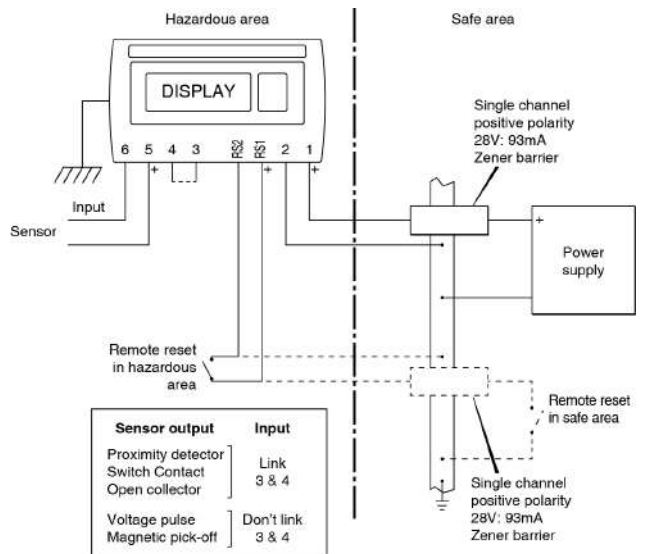 Hazardous area
Safe area
DISPLAY
6 5 4 3 RS2 RS1 2 1
+ + +
Single channel
positive polarity
28V: 93mA
Zener barrier
Input
Sensor
+
Power
supply
Remote reset
in hazardous
area
Remote reset
in safe area
Sensor output Input
Proximity detector
Switch Contact
Open collector
Link
3 & 4
Voltage pulse
Magnetic pick-off
Don't link
3 & 4
Single channel
positive polarity
28V: 93mA
Zener barrier